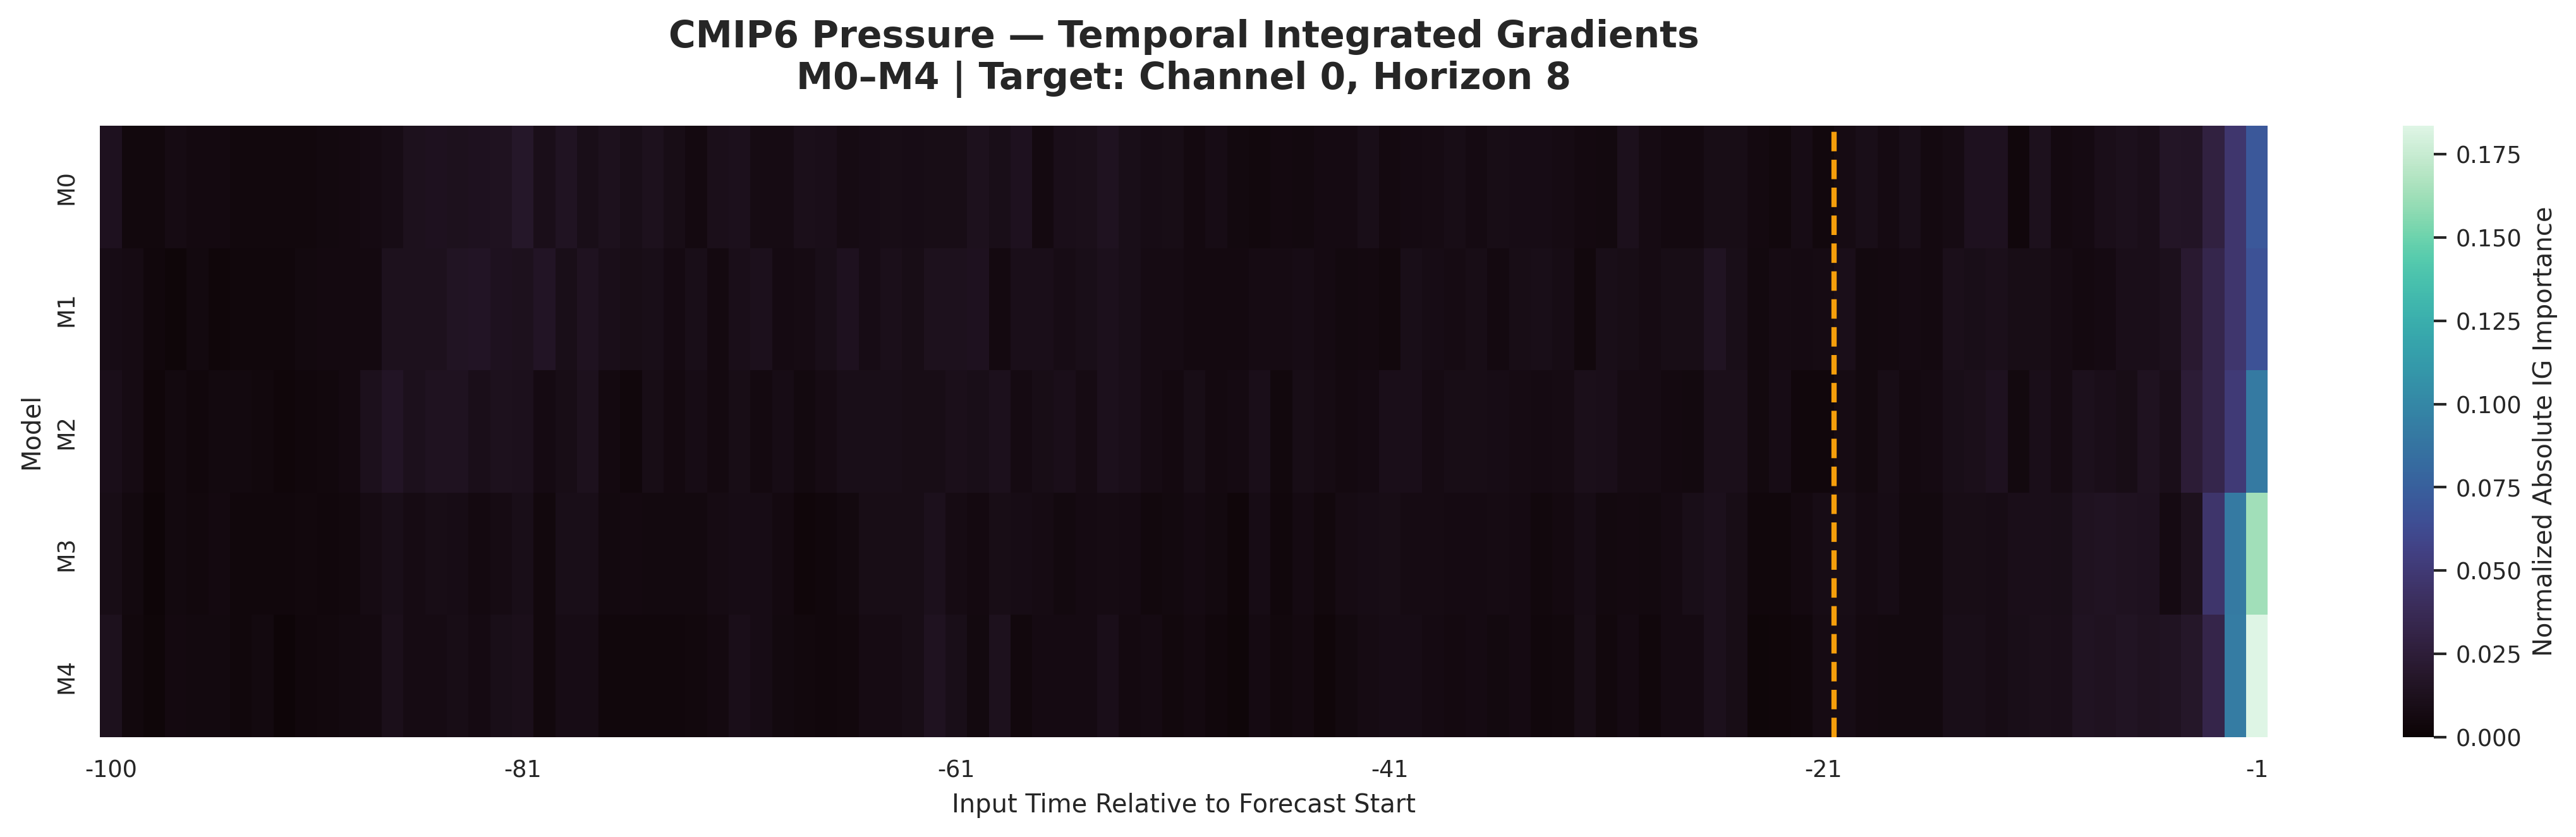 CMIP6 Pressure — Temporal Integrated Gradients
M0–M4 | Target: Channel 0, Horizon 8
Model
M0
M1
M2
M3
M4
-100
-81
-61
-41
-21
-1
Input Time Relative to Forecast Start
0.175
0.150
0.125
0.100
0.075
0.050
0.025
0.000
Normalized Absolute IG Importance